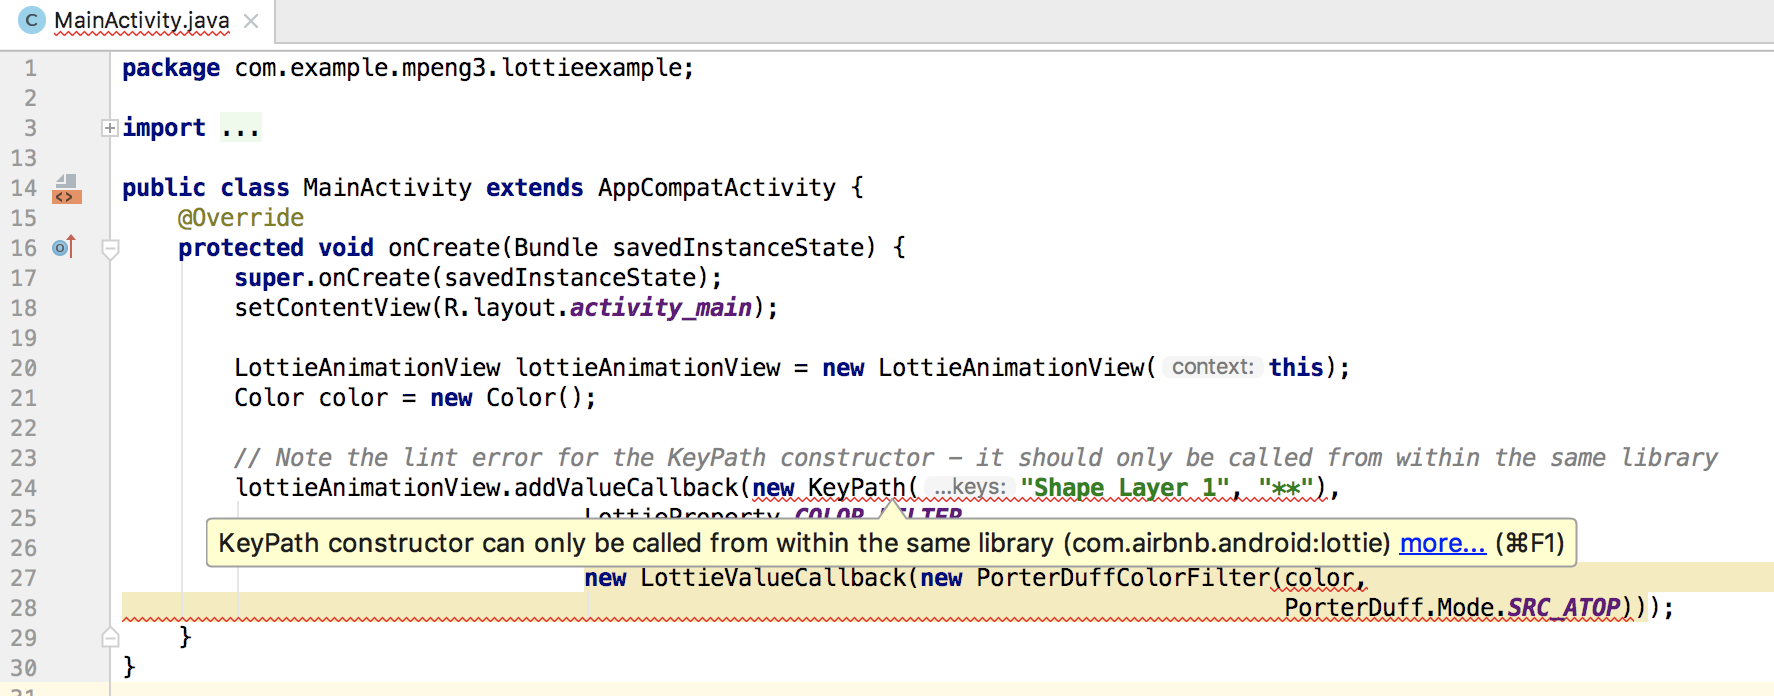 C MainActivity.java ×
1 package com.example.mpeng3.lottieexample;
2
3 import ...
13
14 public class MainActivity extends AppCompatActivity {
15 @Override
16 protected void onCreate(Bundle savedInstanceState) {
17 super.onCreate(savedInstanceState);
18 setContentView(R.layout.activity_main);
19
20 LottieAnimationView lottieAnimationView = new LottieAnimationView( context: this);
21 Color color = new Color();
22
23 // Note the lint error for the KeyPath constructor – it should only be called from within the same library
24 lottieAnimationView.addValueCallback(new KeyPath( ...keys: "Shape Layer 1", "**"),
25 LottieProperty.COLOR_FILTER
26 KeyPath constructor can only be called from within the same library (com.airbnb.android:lottie) more... (⌘F1)
27 new LottieValueCallback(new PorterDuffColorFilter(color,
28 PorterDuff.Mode.SRC_ATOP)));
29 }
30 }
31